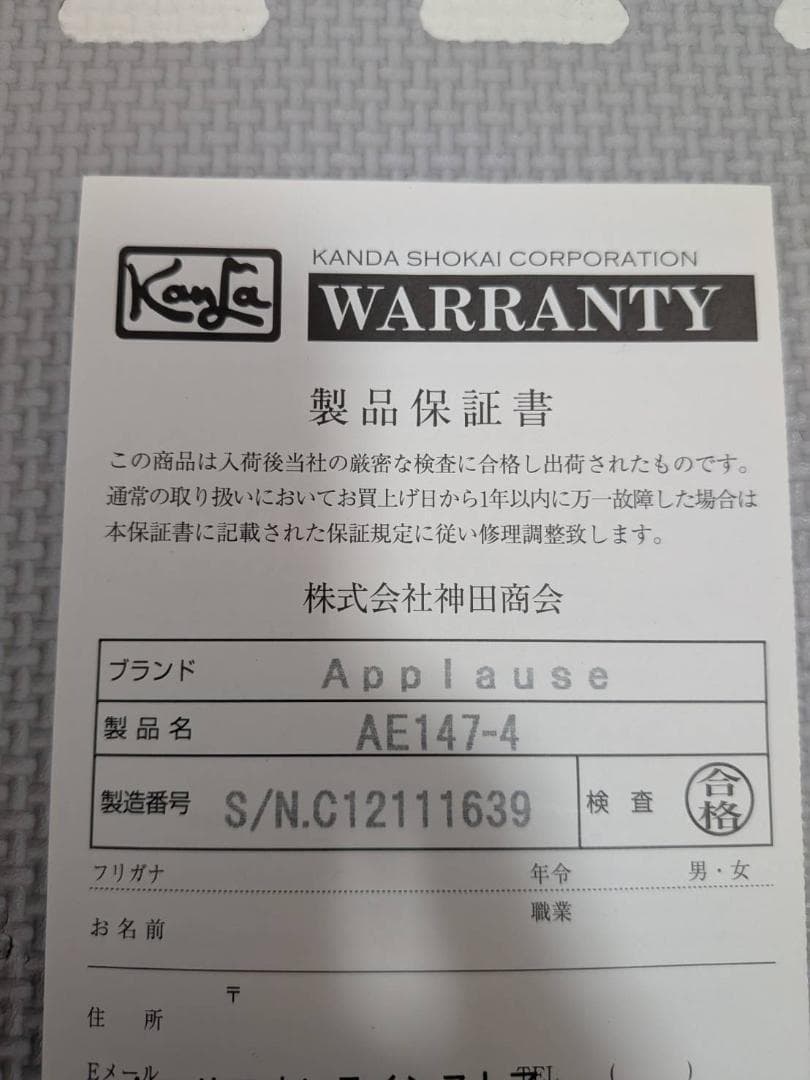 Kanda
KANDA SHOKAI CORPORATION
WARRANTY
製品保証書
この商品は入荷後当社の厳密な検査に合格し出荷されたものです。
通常の取り扱いにおいてお買上げ日から1年以内に万一故障した場合は
本保証書に記載された保証規定に従い修理調整致します。
株式会社神田商会
ブランド Applause
製品名 AE147-4
製造番号 S/N.C12111639 検査 合格
フリガナ 年令 男・女
お名前 職業
住所 〒
Eメール TEL ( )